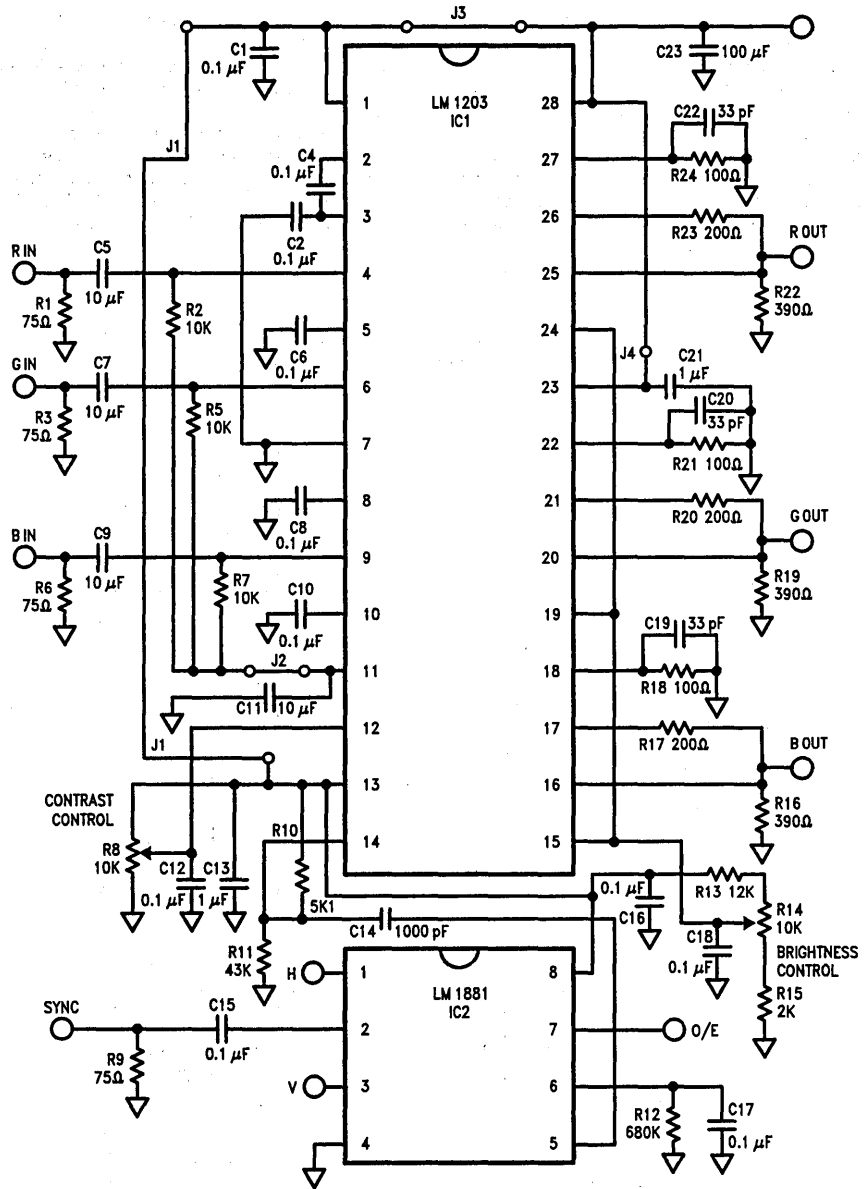 J3
C1
0.1 μF
C23
100 μF
LM 1203
IC1
1
28
C22
33 pF
J1
C4
0.1 μF
2
27
R24 100Ω
C2
0.1 μF
3
26
R23 200Ω
R OUT
R IN
C5
10 μF
4
25
R1
75Ω
R2
10K
R22
390Ω
C6
0.1 μF
5
24
J4
C21
1 μF
G IN
C7
10 μF
6
23
R3
75Ω
R5
10K
C20
33 pF
7
22
R21 100Ω
C8
0.1 μF
8
21
R20 200Ω
G OUT
B IN
C9
10 μF
9
20
R6
75Ω
R7
10K
R19
390Ω
C10
0.1 μF
10
19
C19
33 pF
J2
11
18
R18 100Ω
C11
10 μF
12
17
R17 200Ω
B OUT
J1
13
16
CONTRAST
CONTROL
R16
390Ω
R8
10K
R10
5K1
14
15
C12
0.1 μF
C13
1 μF
0.1 μF
C16
R13 12K
R14
10K
C14
1000 pF
C18
0.1 μF
BRIGHTNESS
CONTROL
R11
43K
R15
2K
H
1
LM 1881
IC2
8
SYNC
C15
0.1 μF
2
7
O/E
R9
75Ω
V
3
6
R12
680K
C17
0.1 μF
4
5